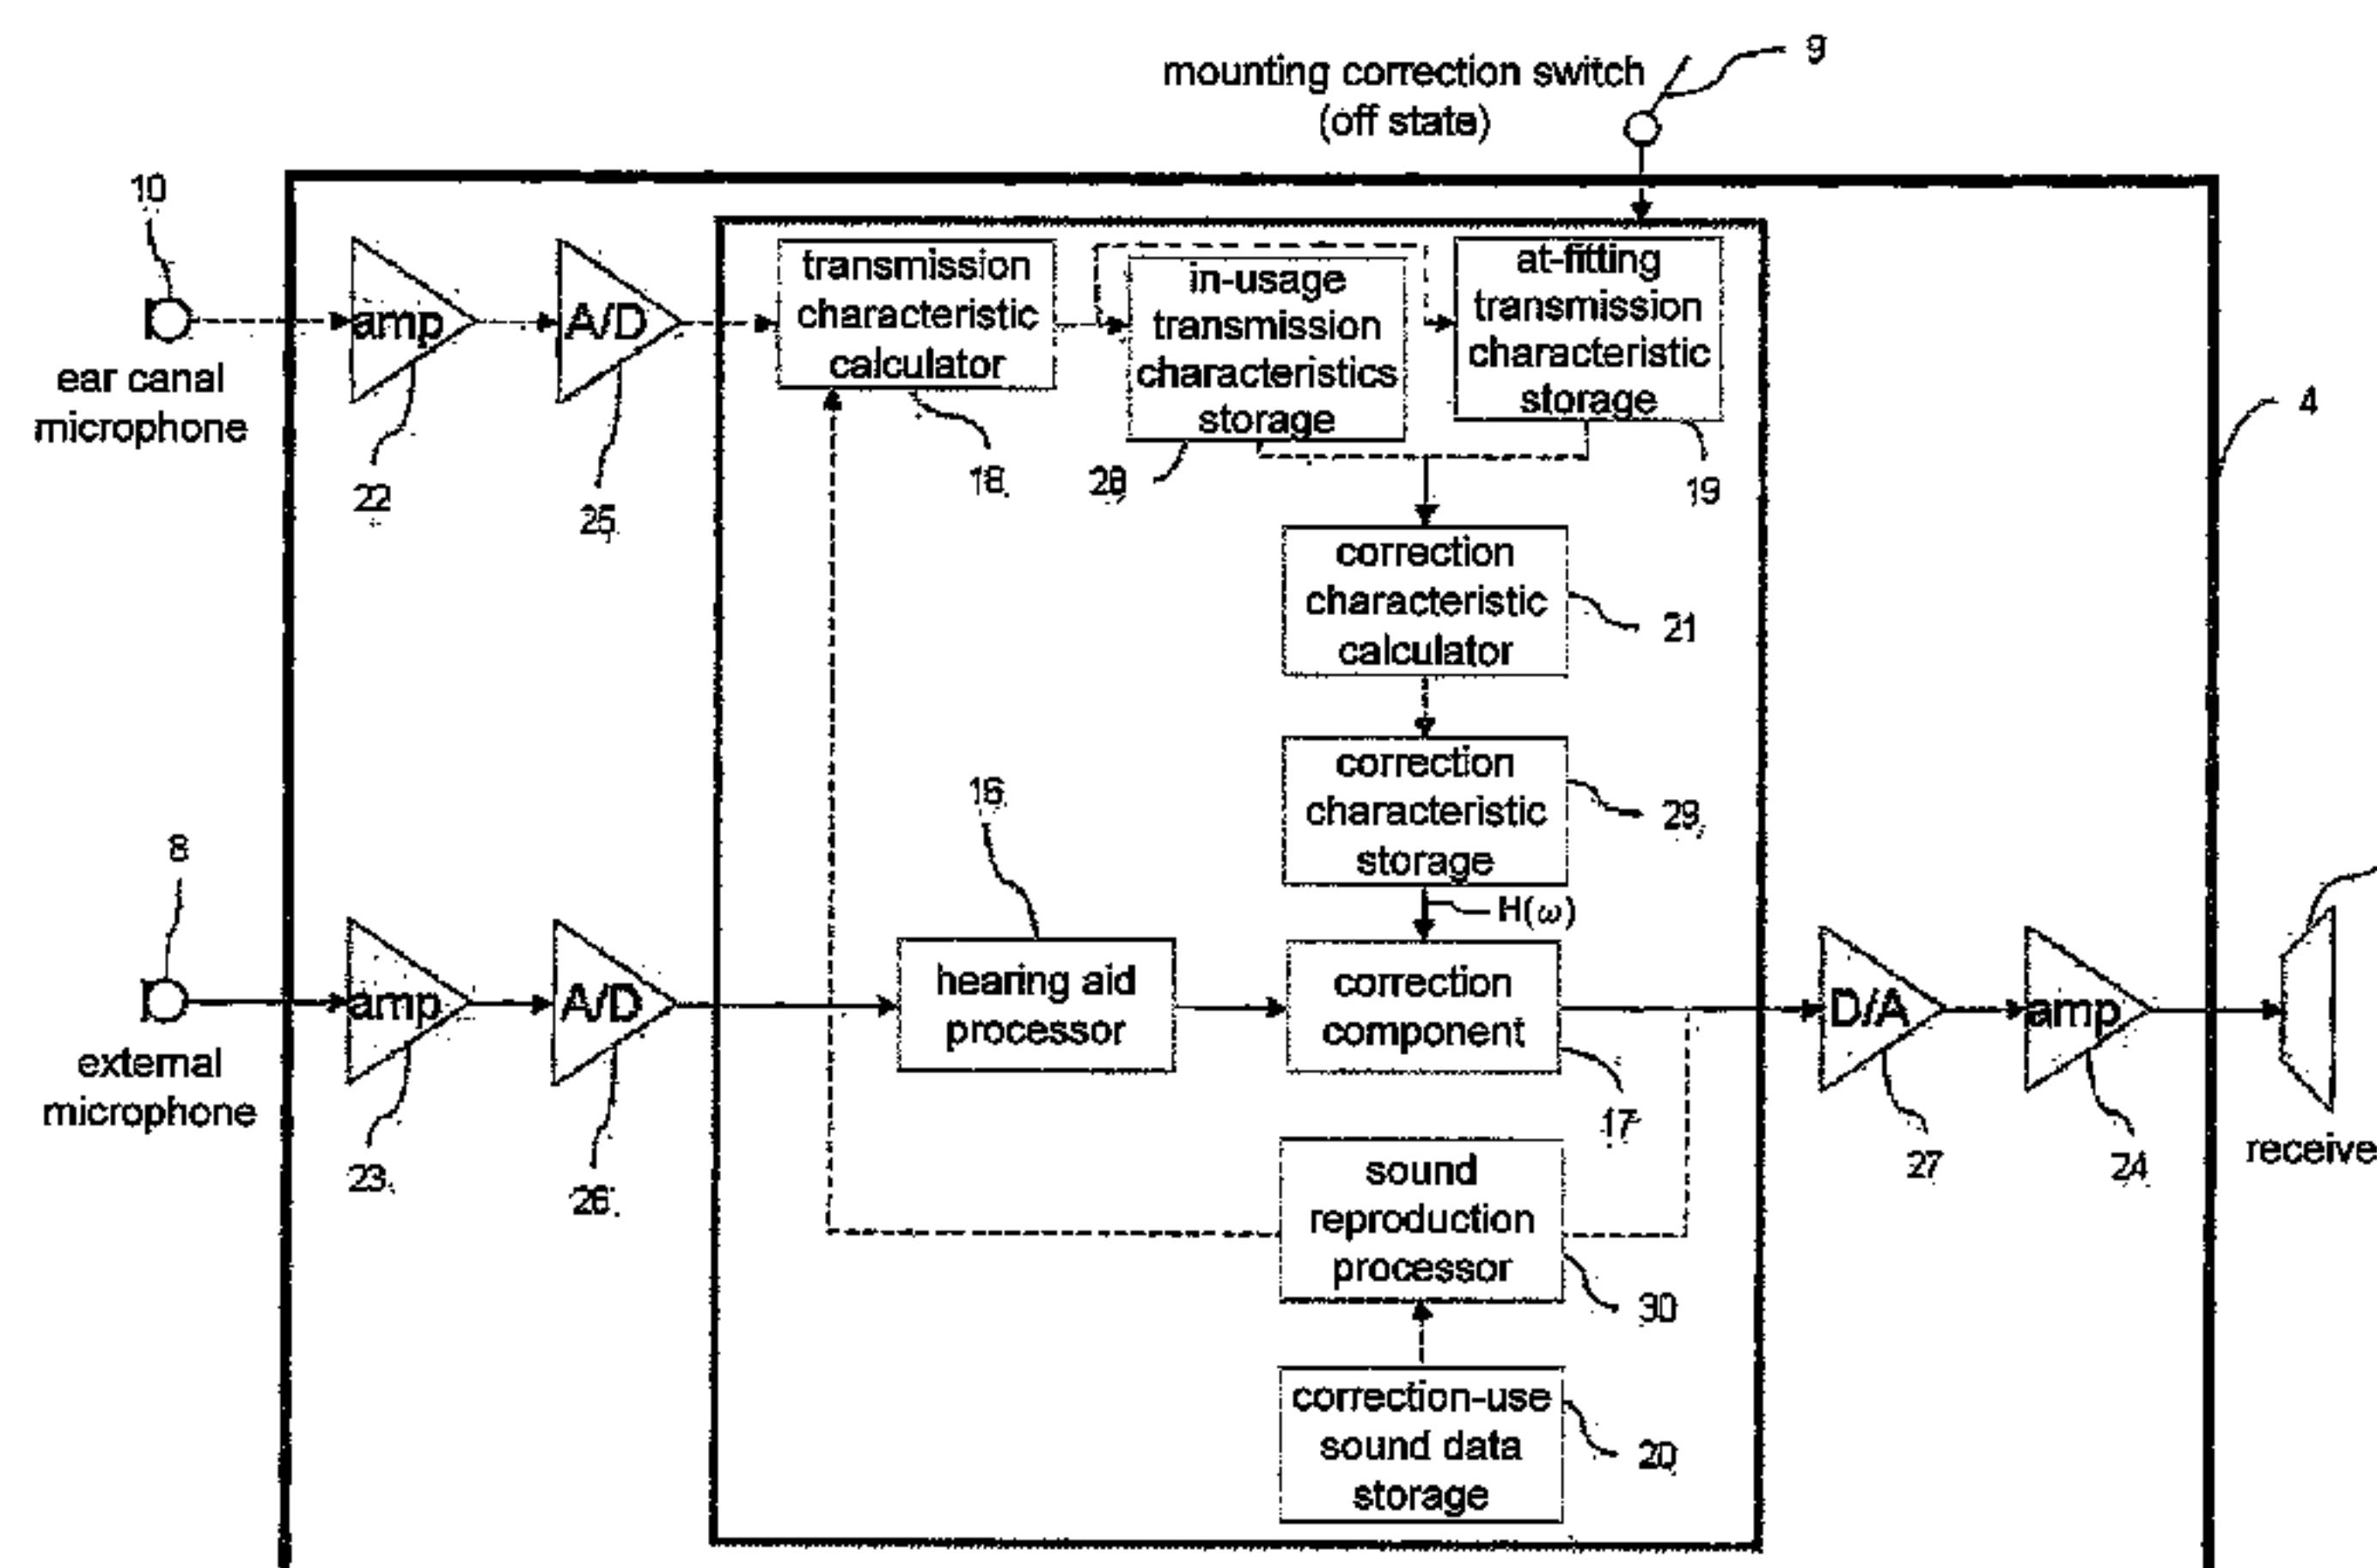 mounting correction switch
(off state)
9
10
ear canal
microphone
amp
22
A/D
25
transmission
characteristic
calculator
18
in-usage
transmission
characteristics
storage
28
at-fitting
transmission
characteristic
storage
19
4
correction
characteristic
calculator
21
correction
characteristic
storage
29
H(ω)
8
external
microphone
amp
23
A/D
26
16
hearing aid
processor
correction
component
17
D/A
27
amp
24
receive
sound
reproduction
processor
30
correction-use
sound data
storage
20